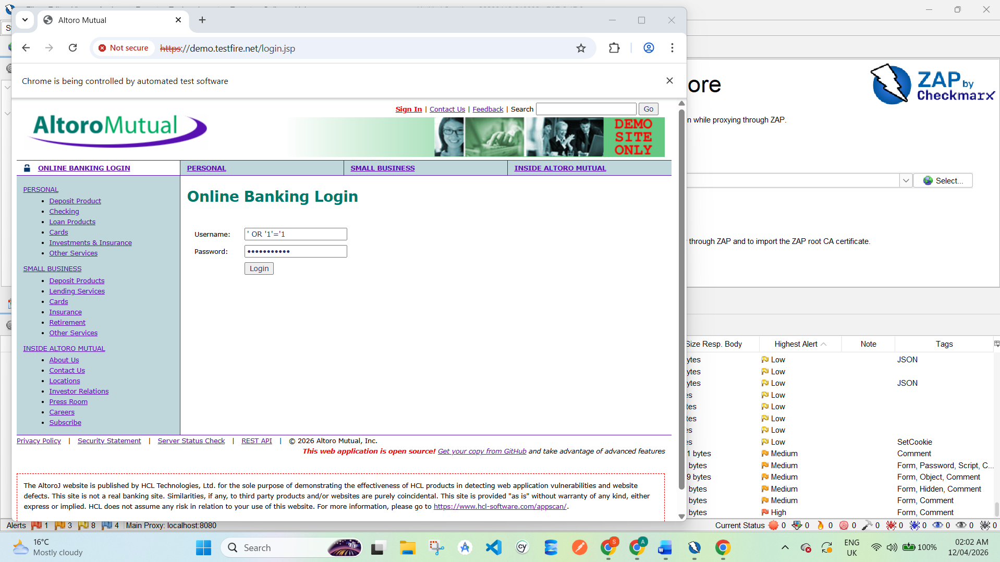 Altoro Mutual
Not secure
https://demo.testfire.net/login.jsp
Chrome is being controlled by automated test software
Sign In | Contact Us | Feedback | Search
Go
AltoroMutual
DEMO
SITE
ONLY
ONLINE BANKING LOGIN
PERSONAL
SMALL BUSINESS
INSIDE ALTORO MUTUAL
PERSONAL
Deposit Product
Checking
Loan Products
Cards
Investments & Insurance
Other Services
SMALL BUSINESS
Deposit Products
Lending Services
Cards
Insurance
Retirement
Other Services
INSIDE ALTORO MUTUAL
About Us
Contact Us
Locations
Investor Relations
Press Room
Careers
Subscribe
Online Banking Login
Username:
' OR '1'='1
Password:
Login
Privacy Policy | Security Statement | Server Status Check | REST API | © 2026 Altoro Mutual, Inc.
This web application is open source! Get your copy from GitHub and take advantage of advanced features
The AltoroJ website is published by HCL Technologies, Ltd. for the sole purpose of demonstrating the effectiveness of HCL products in detecting web application vulnerabilities and website
defects. This site is not a real banking site. Similarities, if any, to third party products and/or websites are purely coincidental. This site is provided "as is" without warranty of any kind, either
express or implied. HCL does not assume any risk in relation to your use of this website. For more information, please go to https://www.hcl-software.com/appscan/.
ore
ZAP by
Checkmarx
n while proxying through ZAP.
Select...
through ZAP and to import the ZAP root CA certificate.
Size Resp. Body Highest Alert Note Tags
ytes Low JSON
ytes Low
ytes Low JSON
es Low
tes Low
tes Low
es Low
es Low SetCookie
1 bytes Medium Comment
bytes Medium Form, Password, Script, C...
9 bytes Medium Form, Object, Comment
bytes Medium Form, Hidden, Comment
bytes Medium Form, Comment
bytes High Form, Comment
Alerts 1 3 8 4 Main Proxy: localhost:8080
Current Status 0 0 0 0 0 0 0 0 0 0
16°C
Mostly cloudy
Search
cy
S
A
W
ENG
UK
100%
02:02 AM
12/04/2026